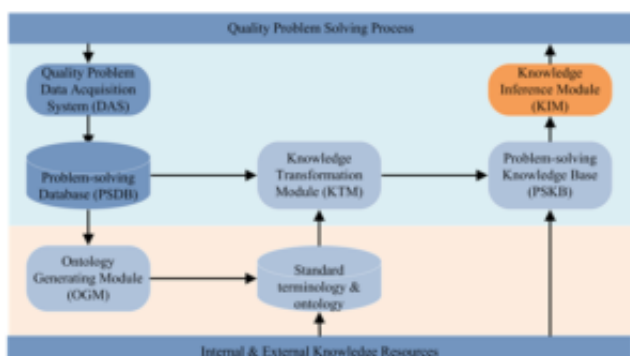 Quality Problem Solving Process
Quality Problem
Data Acquisition
System (DAS)
Knowledge
Inference Module
(KIM)
Problem-solving
Database (PSDB)
Knowledge
Transformation
Module (KTM)
Problem-solving
Knowledge Base
(PSKB)
Ontology
Generating Module
(OGM)
Standard
terminology &
ontology
Internal & External Knowledge Resources